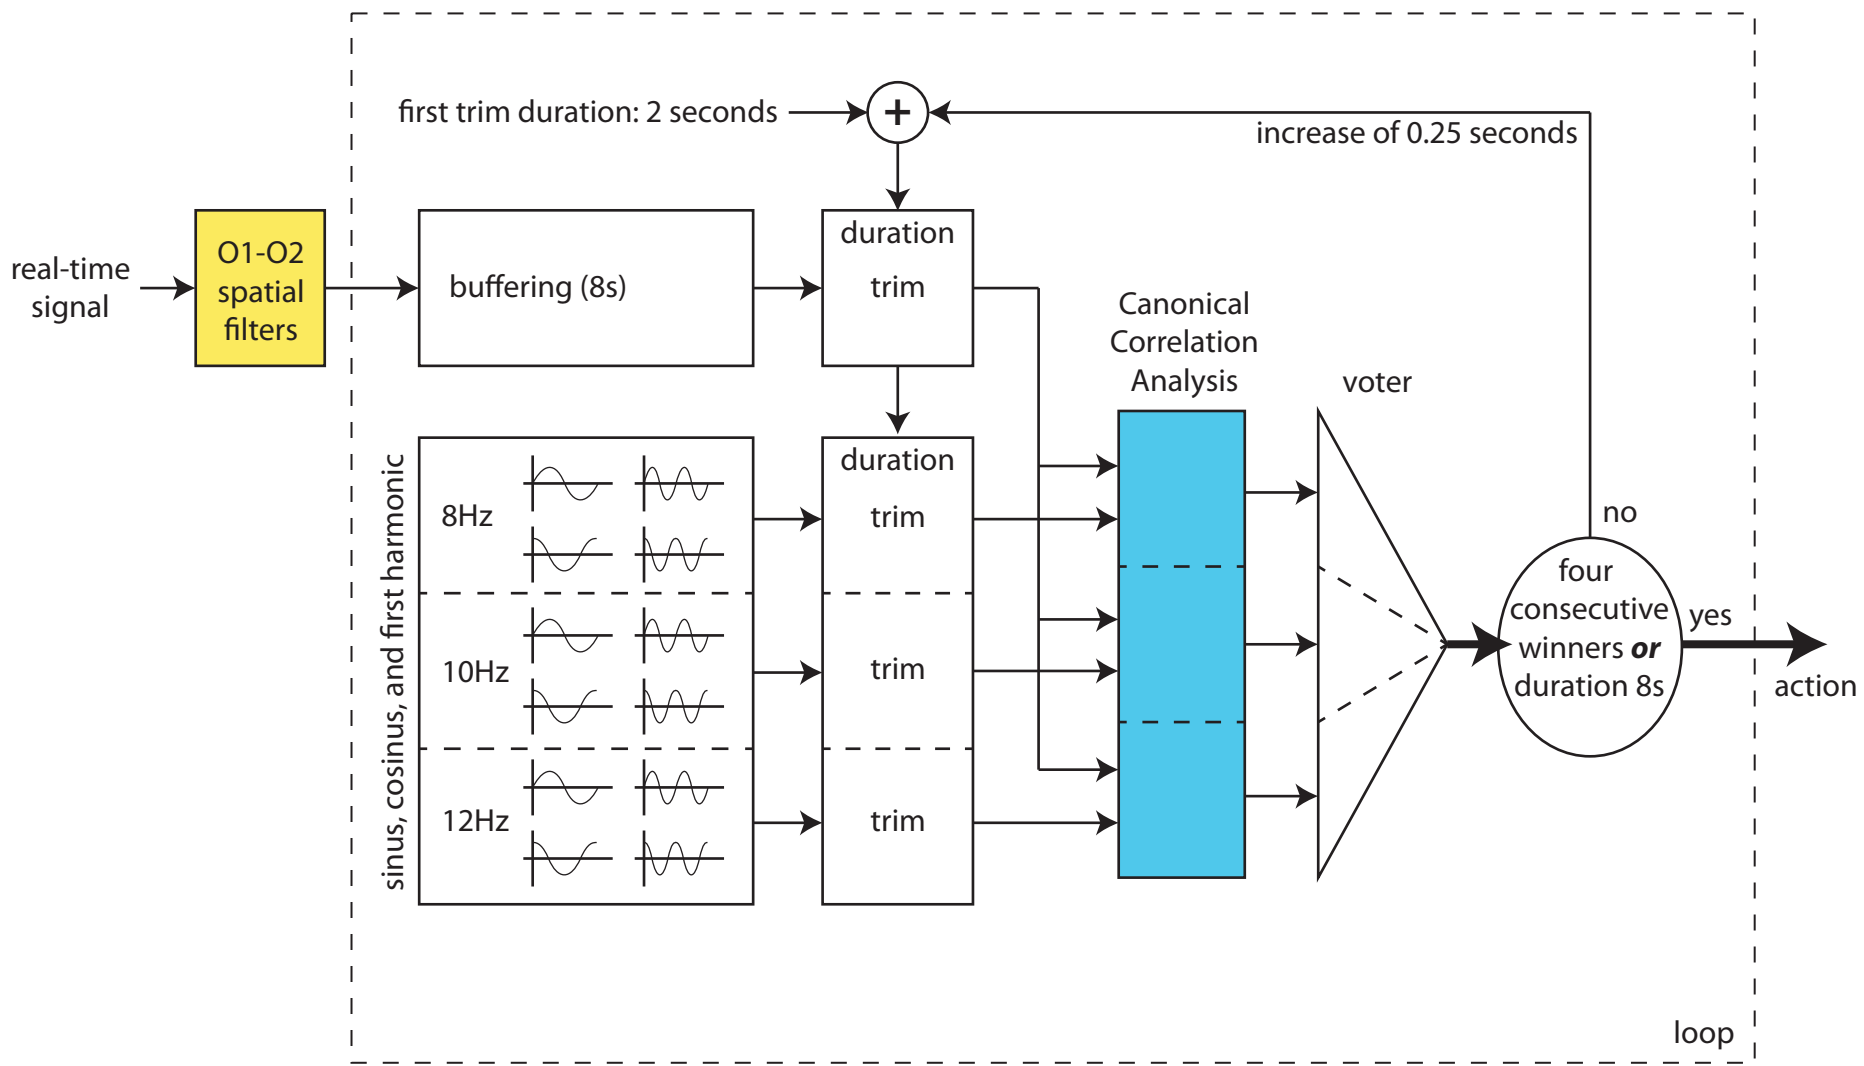 first trim duration: 2 seconds
+
increase of 0.25 seconds
real-time
signal
O1-O2
spatial
filters
buffering (8s)
duration
trim
Canonical
Correlation
Analysis
voter
sinus, cosinus, and first harmonic
8Hz
10Hz
12Hz
duration
trim
trim
trim
no
four
consecutive
winners or
duration 8s
yes
action
loop